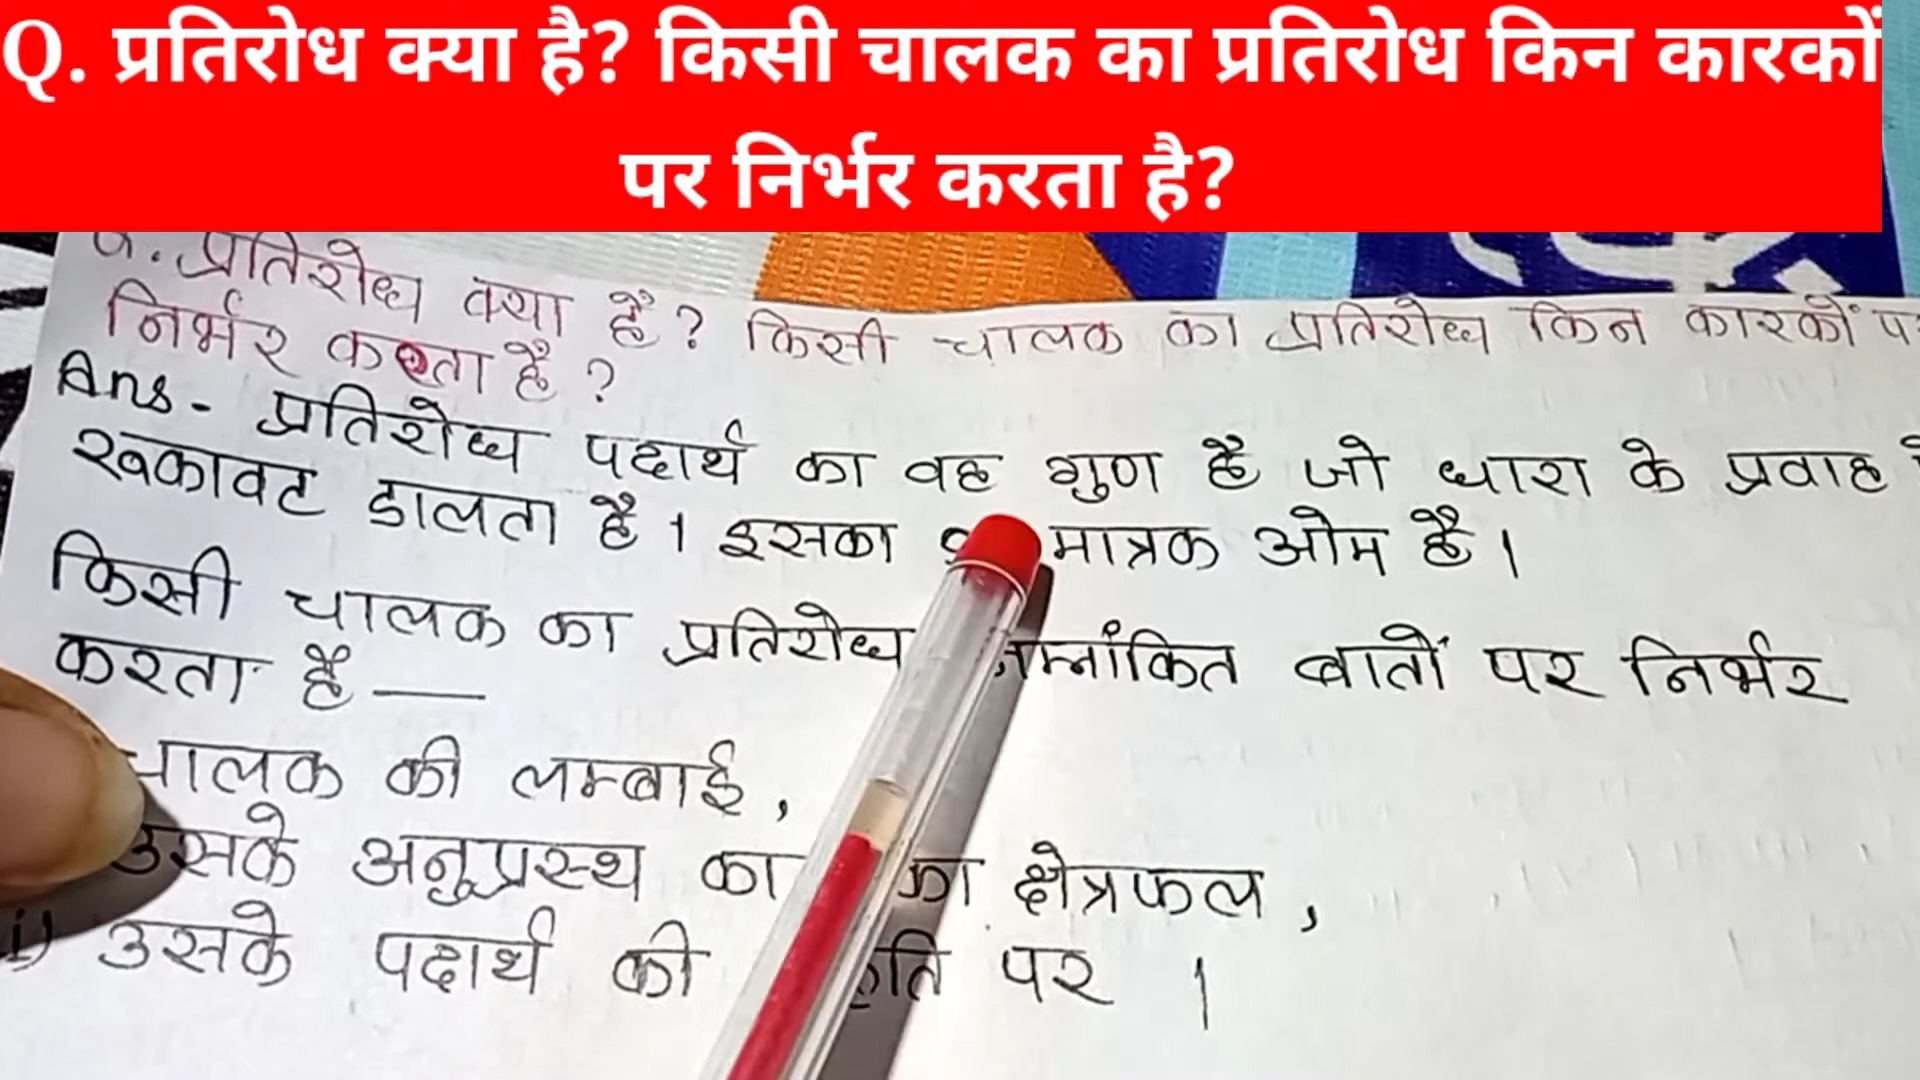 Q. प्रतिरोध क्या है? किसी चालक का प्रतिरोध किन कारकों
पर निर्भर करता है?
प्रतिरोध क्या है? किसी चालक का प्रतिरोध किन कारकों
निर्भर करता है?
Ans- प्रतिरोध पदार्थ का वह गुण है जो धारा के प्रवाह
रूकावट डालता है। इसका मात्रक ओम है।
किसी चालक का प्रतिरोध बातों पर निर्भर
करता है —
की लम्बाई,
उसके अनुप्रस्थ का क्षेत्रफल,
उसके पदार्थ की पर ।